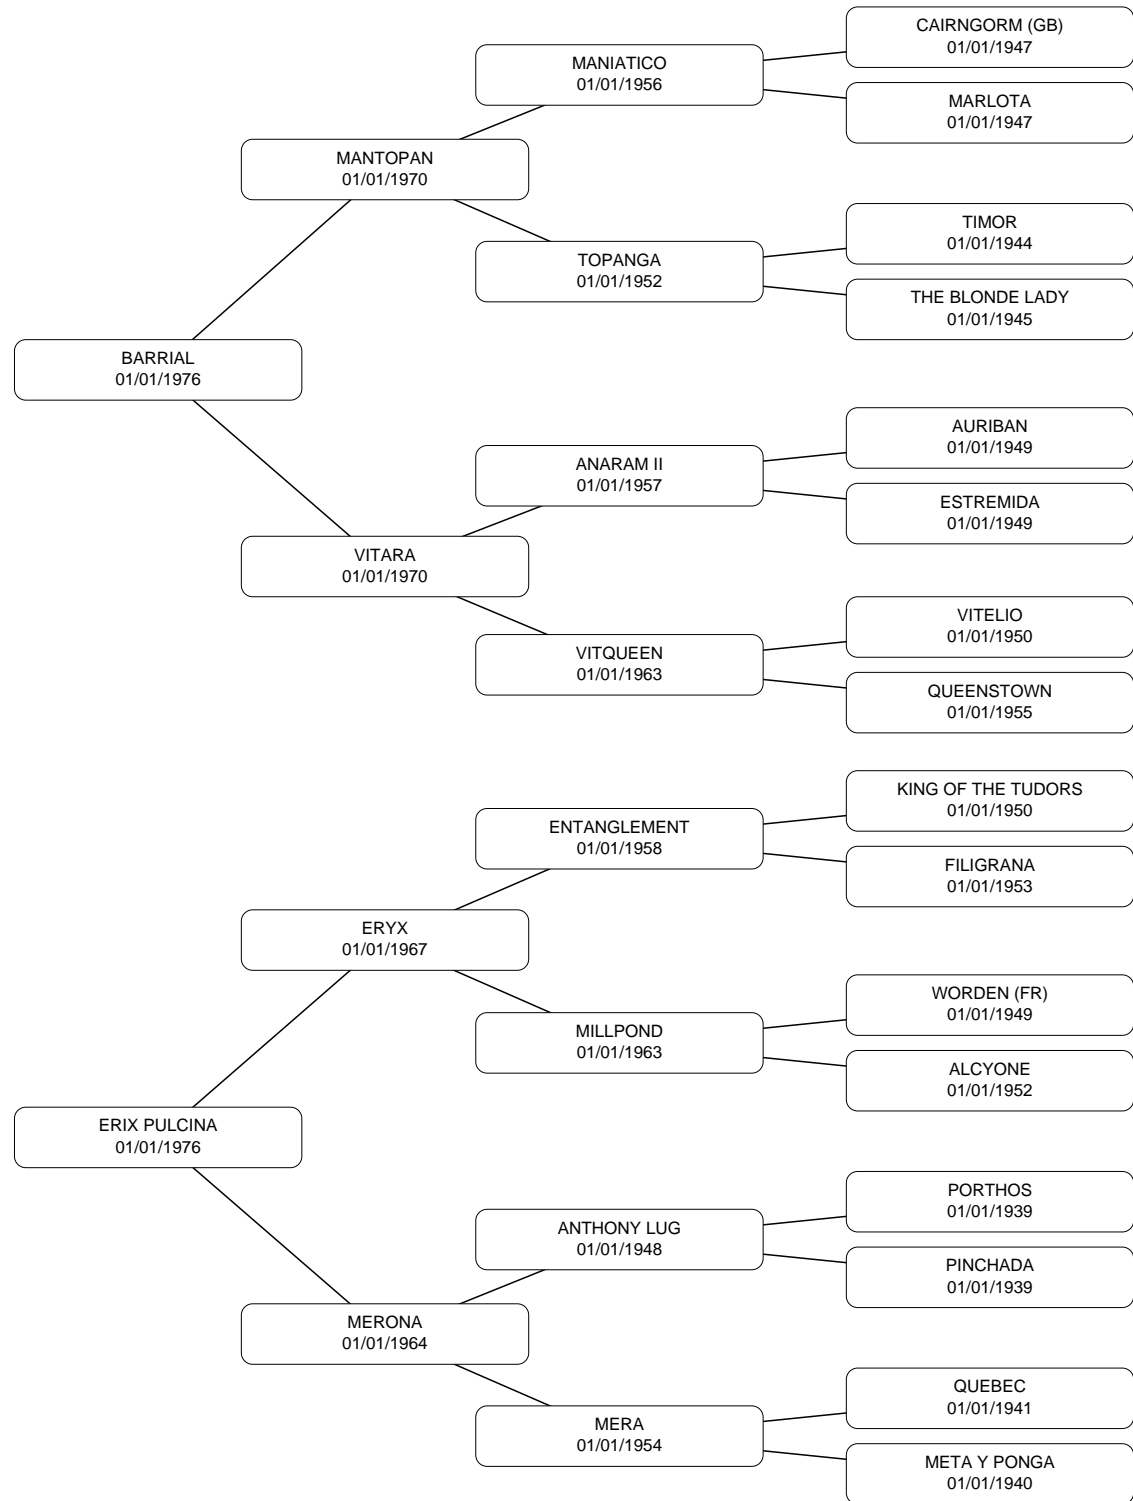 CAIRNGORM (GB)
01/01/1947
MANIATICO
01/01/1956
MARLOTA
01/01/1947
MANTOPAN
01/01/1970
TIMOR
01/01/1944
TOPANGA
01/01/1952
THE BLONDE LADY
01/01/1945
BARRIAL
01/01/1976
AURIBAN
01/01/1949
ANARAM II
01/01/1957
ESTREMIDA
01/01/1949
VITARA
01/01/1970
VITELIO
01/01/1950
VITQUEEN
01/01/1963
QUEENSTOWN
01/01/1955
KING OF THE TUDORS
01/01/1950
ENTANGLEMENT
01/01/1958
FILIGRANA
01/01/1953
ERYX
01/01/1967
WORDEN (FR)
01/01/1949
MILLPOND
01/01/1963
ALCYONE
01/01/1952
ERIX PULCINA
01/01/1976
PORTHOS
01/01/1939
ANTHONY LUG
01/01/1948
PINCHADA
01/01/1939
MERONA
01/01/1964
QUEBEC
01/01/1941
MERA
01/01/1954
META Y PONGA
01/01/1940